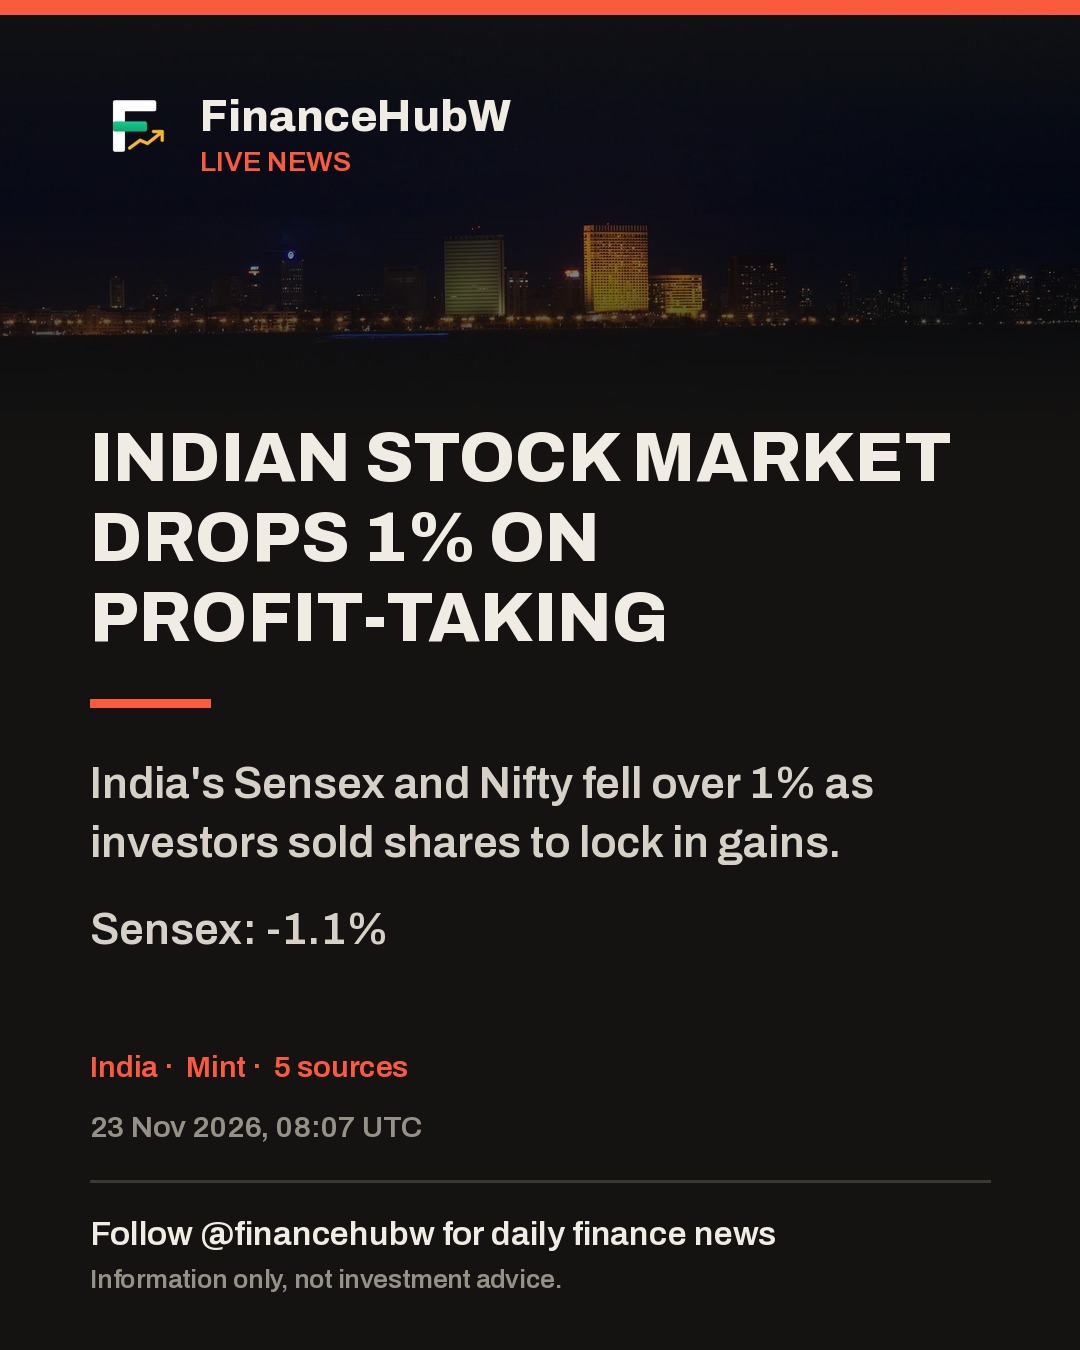 FinanceHubW
LIVE NEWS
INDIAN STOCK MARKET
DROPS 1% ON
PROFIT-TAKING
India's Sensex and Nifty fell over 1% as
investors sold shares to lock in gains.
Sensex: -1.1%
India · Mint · 5 sources
23 Nov 2026, 08:07 UTC
Follow @financehubw for daily finance news
Information only, not investment advice.